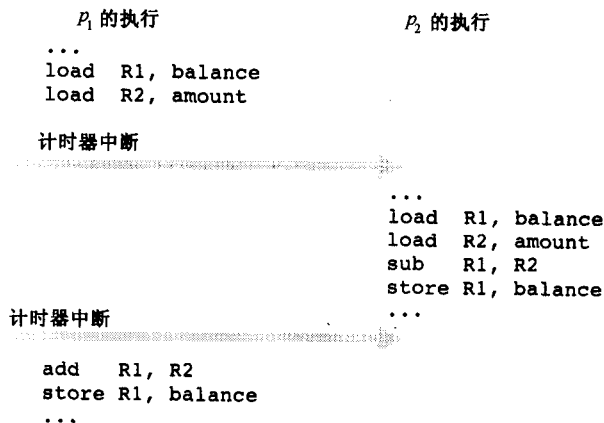 p₁ 的执行
p₂ 的执行
...
load R1, balance
load R2, amount
计时器中断
...
load R1, balance
load R2, amount
sub R1, R2
store R1, balance
...
计时器中断
add R1, R2
store R1, balance
...